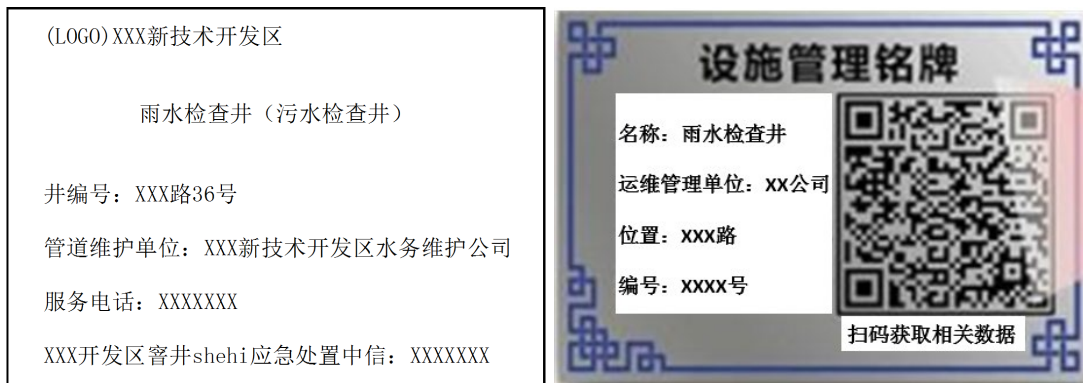 (LOGO)XXX新技术开发区
雨水检查井（污水检查井）
井编号：XXX路36号
管道维护单位：XXX新技术开发区水务维护公司
服务电话：XXXXXXX
XXX开发区窨井shehi应急处置中信：XXXXXXX
设施管理铭牌
名称：雨水检查井
运维管理单位：XX公司
位置：XXX路
编号：XXXX号
扫码获取相关数据